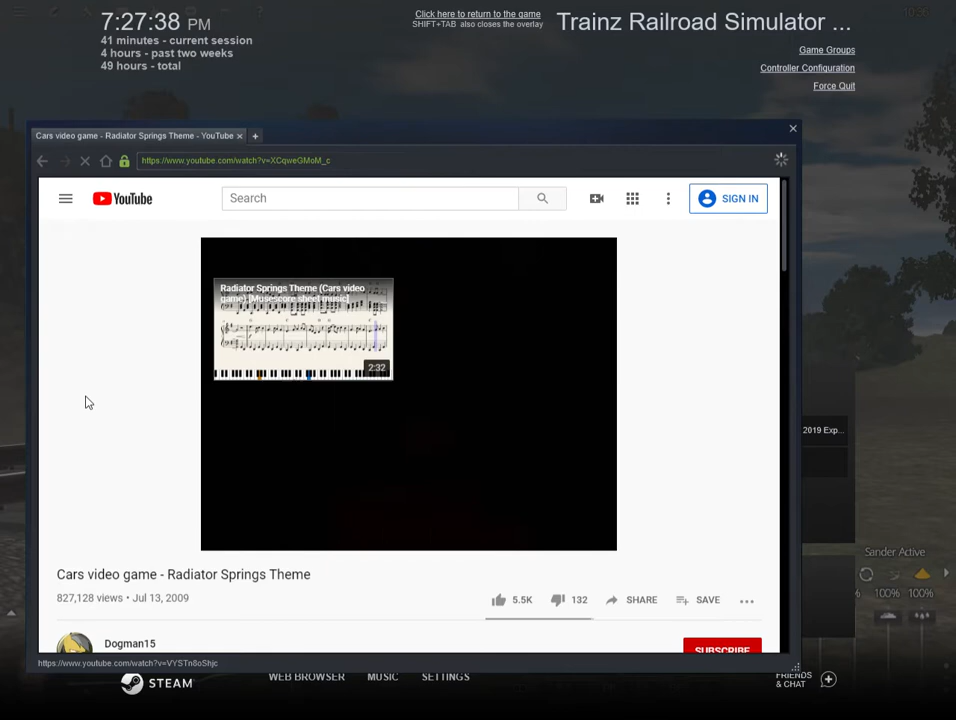 7:27:38 PM
41 minutes - current session
4 hours - past two weeks
49 hours - total
Click here to return to the game
SHIFT+TAB also closes the overlay
Trainz Railroad Simulator ...
Game Groups
Controller Configuration
Force Quit
Cars video game - Radiator Springs Theme - YouTube
https://www.youtube.com/watch?v=XCqweGMoM_c
YouTube
Search
SIGN IN
Radiator Springs Theme (Cars video
game) [Musescore sheet music]
2:32
2019 Exp...
Sander Active
% 100% 100%
Cars video game - Radiator Springs Theme
827,128 views • Jul 13, 2009
5.5K
132
SHARE
SAVE
Dogman15
SUBSCRIBE
https://www.youtube.com/watch?v=VYSTn8oShjc
STEAM
WEB BROWSER
MUSIC
SETTINGS
FRIENDS
& CHAT